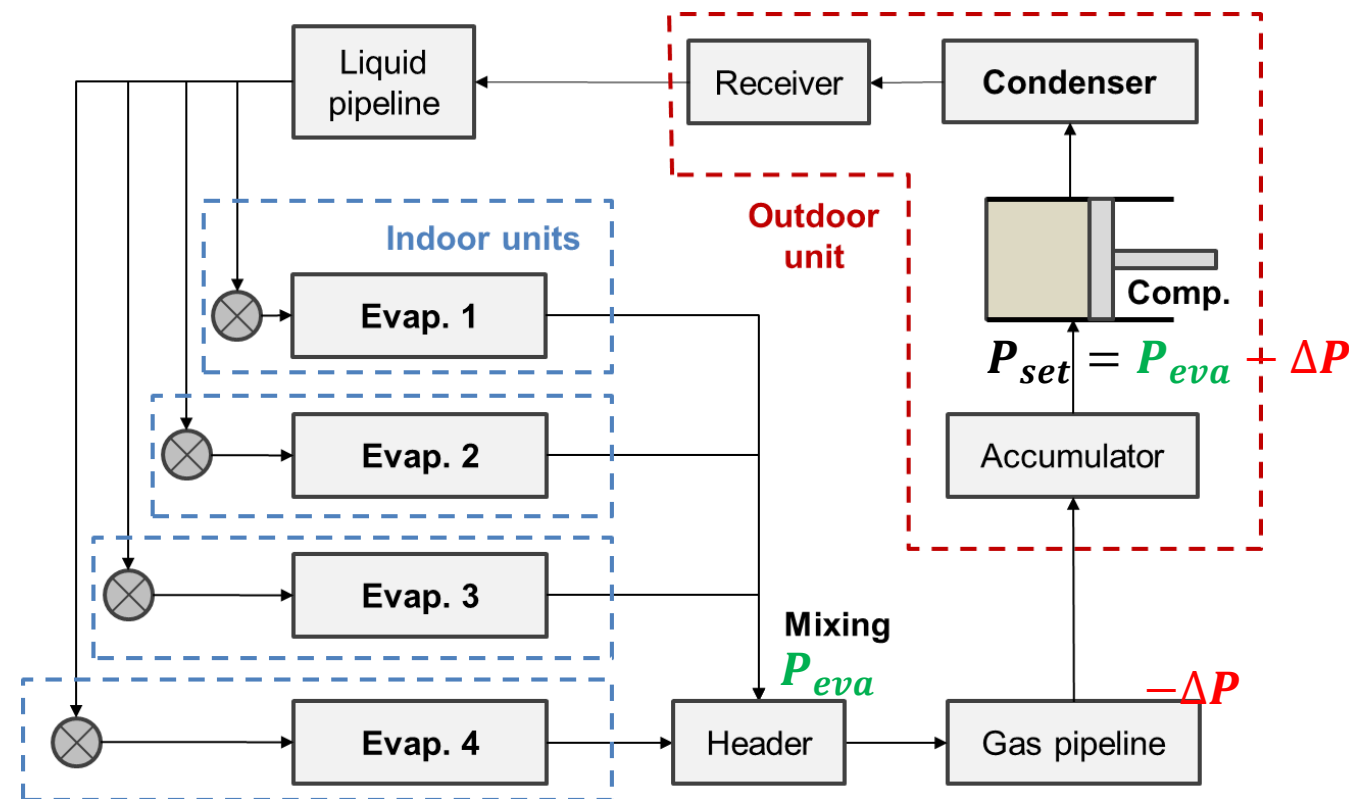 Liquid
pipeline
Receiver
Condenser
Indoor units
Outdoor
unit
Evap. 1
Comp.
P_set = P_eva − ΔP
Evap. 2
Accumulator
Evap. 3
Mixing
P_eva
−ΔP
Evap. 4
Header
Gas pipeline